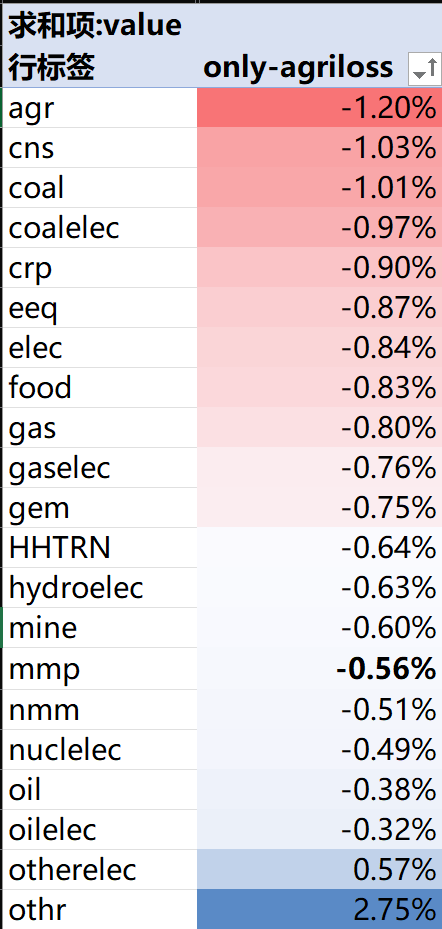 求和项:value
行标签 only-agriloss
agr -1.20%
cns -1.03%
coal -1.01%
coalelec -0.97%
crp -0.90%
eeq -0.87%
elec -0.84%
food -0.83%
gas -0.80%
gaselec -0.76%
gem -0.75%
HHTRN -0.64%
hydroelec -0.63%
mine -0.60%
mmp -0.56%
nmm -0.51%
nuclelec -0.49%
oil -0.38%
oilelec -0.32%
otherelec 0.57%
othr 2.75%